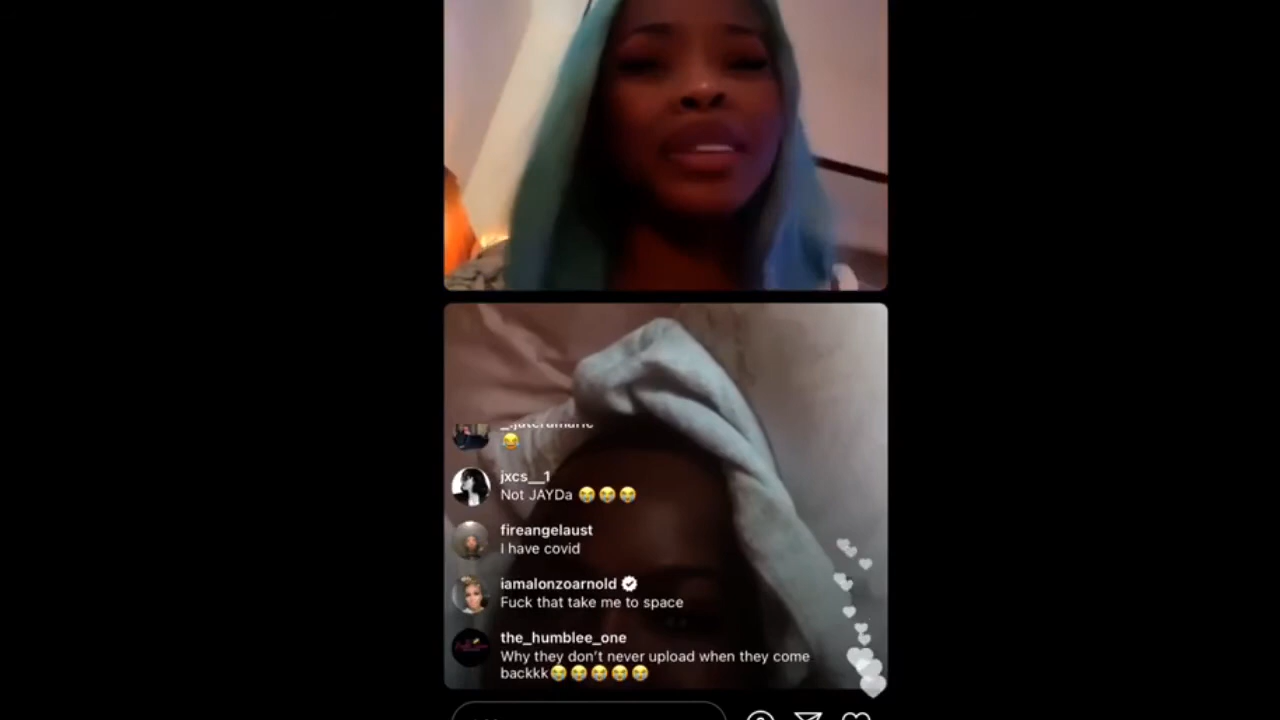 😂
jxcs__1
Not JAYDa 😭😭😭
fireangelaust
I have covid
iamalonzoarnold
Fuck that take me to space
the_humblee_one
Why they don't never upload when they come
backkk😭😭😭😭😭